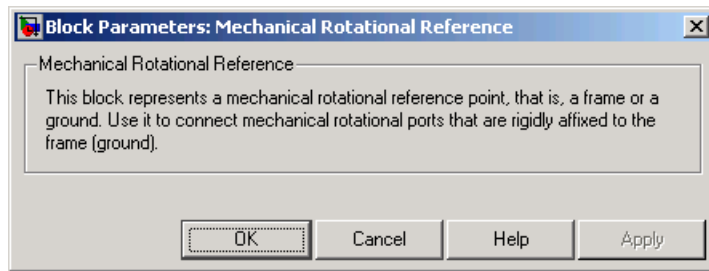 Block Parameters: Mechanical Rotational Reference
Mechanical Rotational Reference
This block represents a mechanical rotational reference point, that is, a frame or a
ground. Use it to connect mechanical rotational ports that are rigidly affixed to the
frame (ground).
OK Cancel Help Apply